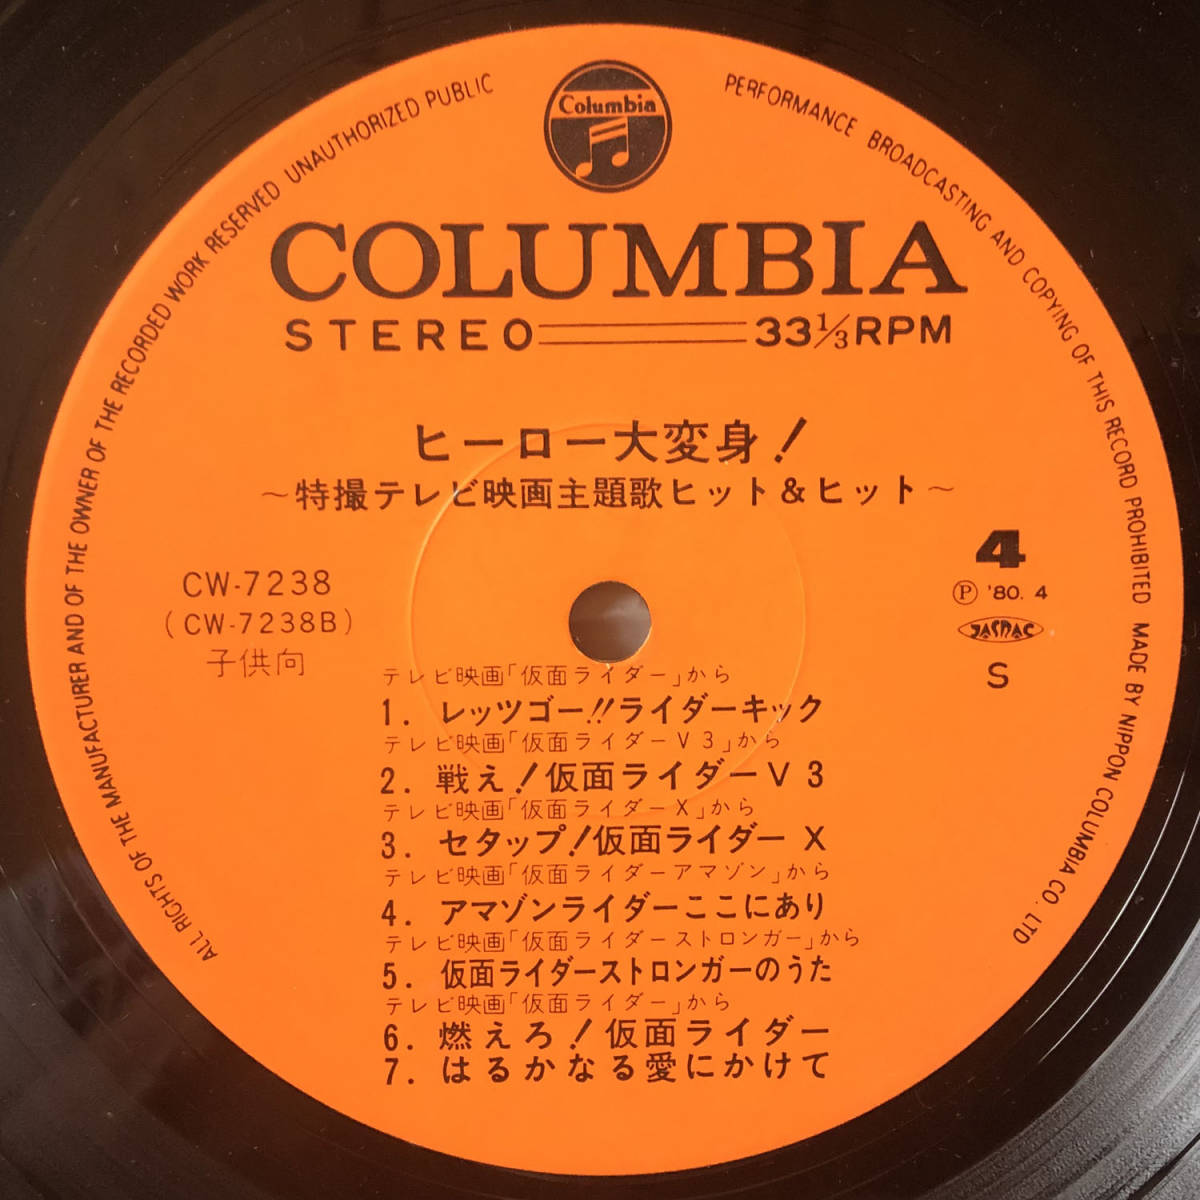 ALL RIGHTS OF THE MANUFACTURER AND OF THE OWNER OF THE RECORDED WORK RESERVED UNAUTHORIZED PUBLIC PERFORMANCE BROADCASTING AND COPYING OF THIS RECORD PROHIBITED MADE BY NIPPON COLUMBIA CO. LTD
Columbia
COLUMBIA
STEREO 33 1/3 RPM
ヒーロー大変身!
~特撮テレビ映画主題歌ヒット&ヒット~
CW-7238
(CW-7238B)
子供向
4
Ⓟ '80. 4
JASRAC
S
テレビ映画「仮面ライダー」から
1. レッツゴー!!ライダーキック
テレビ映画「仮面ライダーV3」から
2. 戦え!仮面ライダーV3
テレビ映画「仮面ライダーX」から
3. セタップ!仮面ライダーX
テレビ映画「仮面ライダーアマゾン」から
4. アマゾンライダーここにあり
テレビ映画「仮面ライダーストロンガー」から
5. 仮面ライダーストロンガーのうた
テレビ映画「仮面ライダー」から
6. 燃えろ!仮面ライダー
7. はるかなる愛にかけて